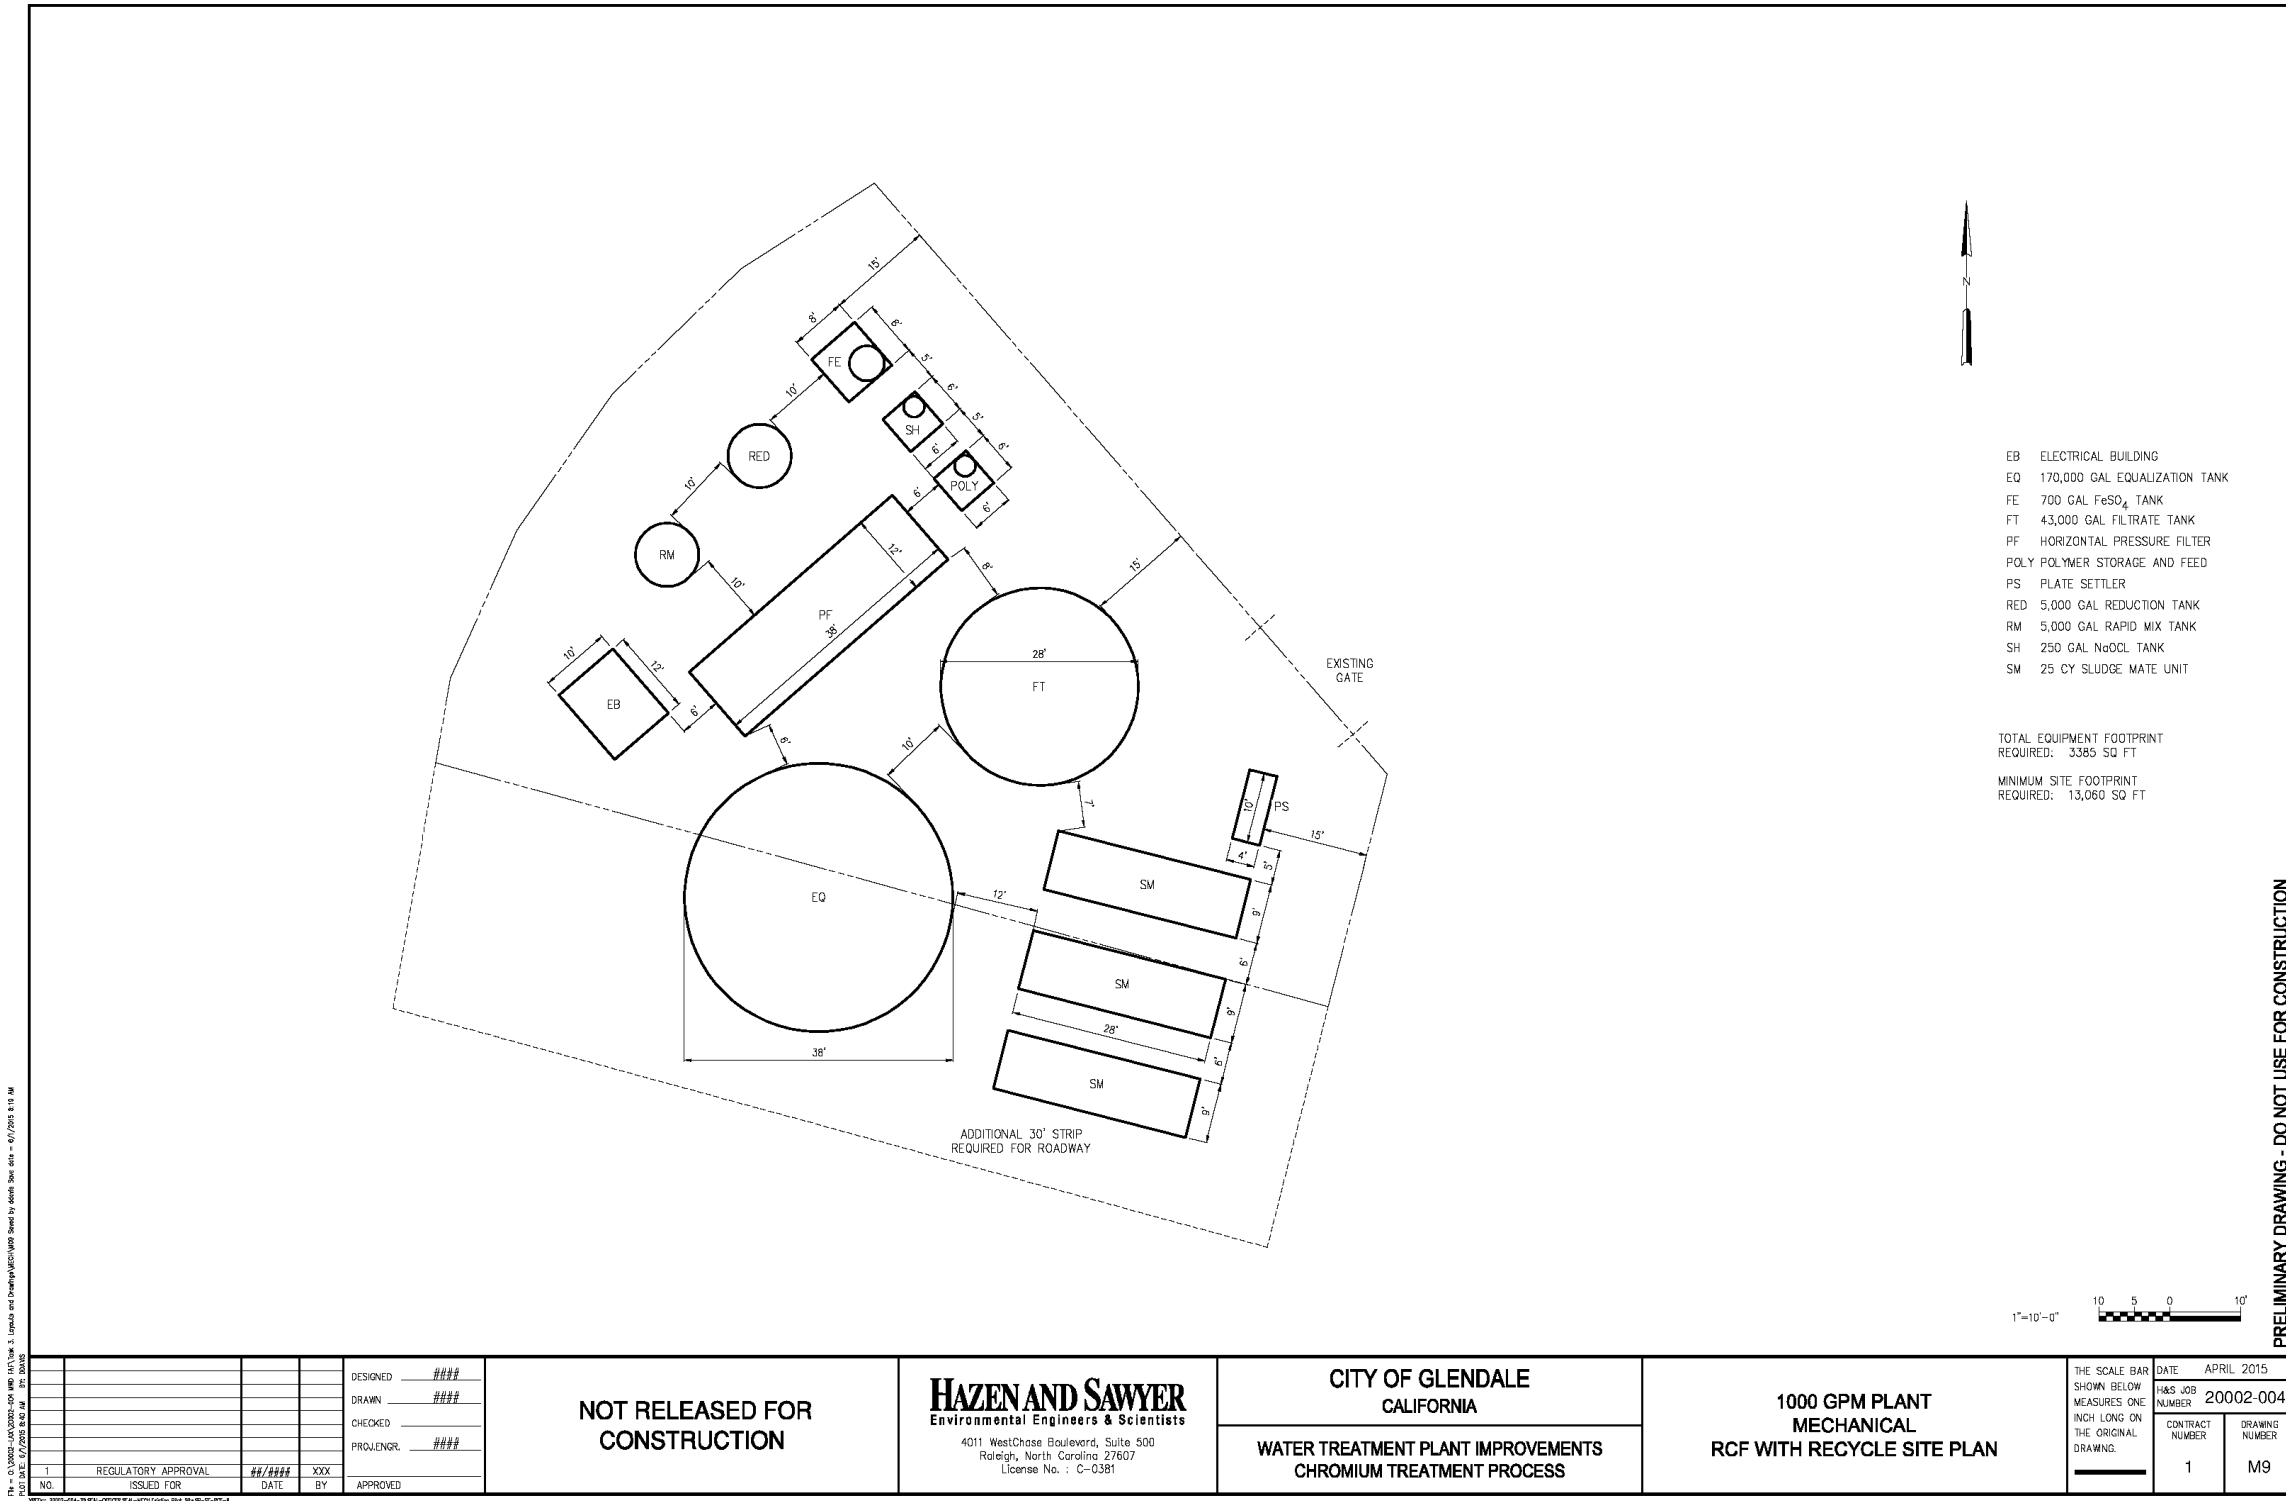 15'
8'
8'
FE
5'
6'
10'
5'
SH
6'
6'
RED
POLY
6'
6'
10'
12'
RM
8'
15'
10'
PF
38'
28'
EXISTING
GATE
10'
12'
FT
EB
6'
6'
10'
7'
10'
PS
15'
4'
5'
SM
EQ
12'
9'
6'
SM
9'
28'
38'
6'
SM
9'
ADDITIONAL 30' STRIP
REQUIRED FOR ROADWAY
N
EB ELECTRICAL BUILDING
EQ 170,000 GAL EQUALIZATION TANK
FE 700 GAL FeSO4 TANK
FT 43,000 GAL FILTRATE TANK
PF HORIZONTAL PRESSURE FILTER
POLY POLYMER STORAGE AND FEED
PS PLATE SETTLER
RED 5,000 GAL REDUCTION TANK
RM 5,000 GAL RAPID MIX TANK
SH 250 GAL NaOCL TANK
SM 25 CY SLUDGE MATE UNIT
TOTAL EQUIPMENT FOOTPRINT
REQUIRED: 3385 SQ FT
MINIMUM SITE FOOTPRINT
REQUIRED: 13,060 SQ FT
PRELIMINARY DRAWING - DO NOT USE FOR CONSTRUCTION
1"=10'-0"
10 5 0 10'
1 REGULATORY APPROVAL ##/#### XXX
NO. ISSUED FOR DATE BY
DESIGNED ####
DRAWN ####
CHECKED
PROJ.ENGR. ####
APPROVED
NOT RELEASED FOR
CONSTRUCTION
HAZEN AND SAWYER
Environmental Engineers & Scientists
4011 WestChase Boulevard, Suite 500
Raleigh, North Carolina 27607
License No. : C-0381
CITY OF GLENDALE
CALIFORNIA
WATER TREATMENT PLANT IMPROVEMENTS
CHROMIUM TREATMENT PROCESS
1000 GPM PLANT
MECHANICAL
RCF WITH RECYCLE SITE PLAN
THE SCALE BAR
SHOWN BELOW
MEASURES ONE
INCH LONG ON
THE ORIGINAL
DRAWING.
DATE APRIL 2015
H&S JOB
NUMBER 20002-004
CONTRACT
NUMBER
1
DRAWING
NUMBER
M9